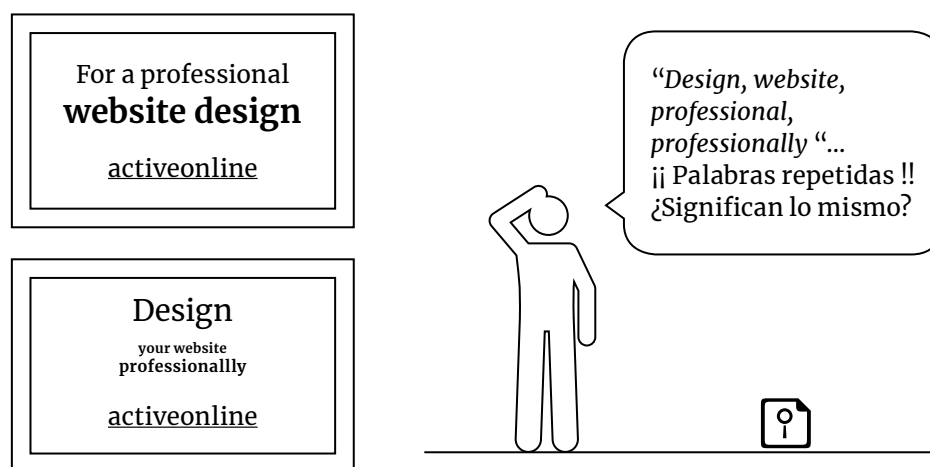 For a professional
website design
activeonline
Design
your website
professionallly
activeonline
“Design, website,
professional,
professionally “...
¡¡ Palabras repetidas !!
¿Significan lo mismo?